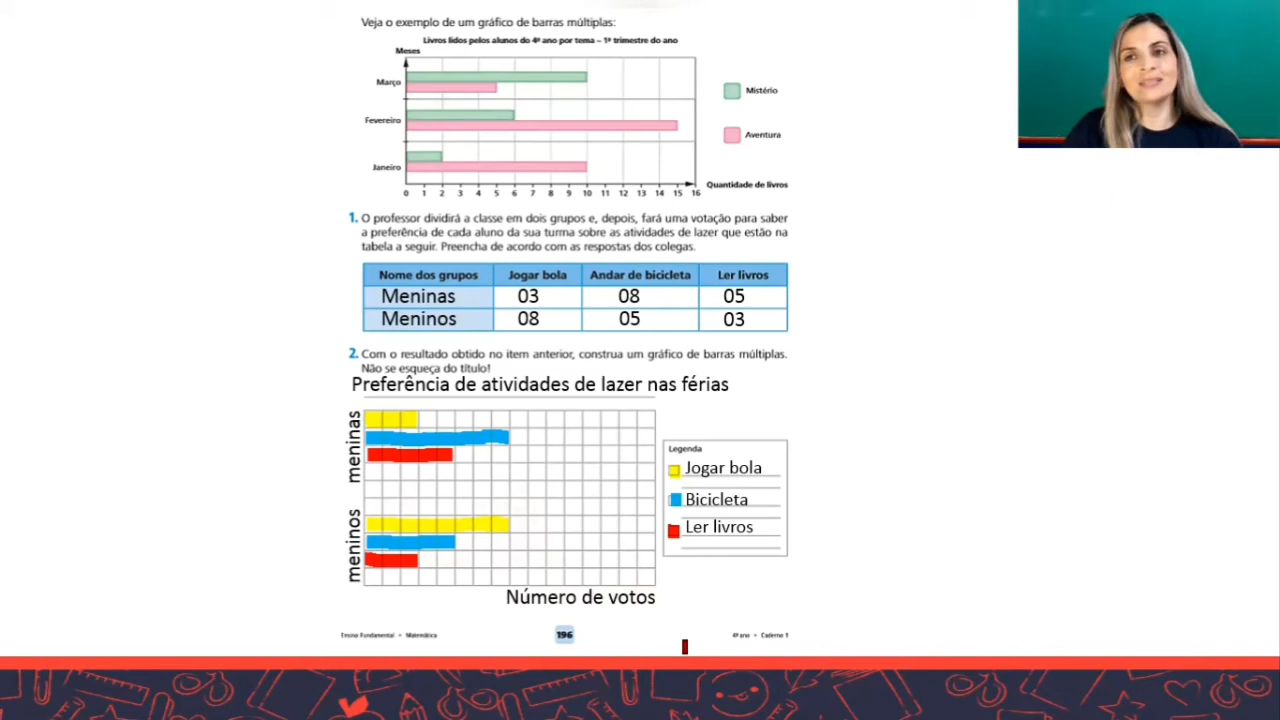 Veja o exemplo de um gráfico de barras múltiplas:
Livros lidos pelos alunos do 4º ano por tema – 1º trimestre do ano
Meses
Março
Fevereiro
Janeiro
0 1 2 3 4 5 6 7 8 9 10 11 12 13 14 15 16
Quantidade de livros
Mistério
Aventura
1. O professor dividirá a classe em dois grupos e, depois, fará uma votação para saber
a preferência de cada aluno da sua turma sobre as atividades de lazer que estão na
tabela a seguir. Preencha de acordo com as respostas dos colegas.
Nome dos grupos Jogar bola Andar de bicicleta Ler livros
Meninas 03 08 05
Meninos 08 05 03
2. Com o resultado obtido no item anterior, construa um gráfico de barras múltiplas.
Não se esqueça do título!
Preferência de atividades de lazer nas férias
meninas
meninos
Número de votos
Legenda
Jogar bola
Bicicleta
Ler livros
Ensino Fundamental • Matemática
196
4º ano • Caderno 1